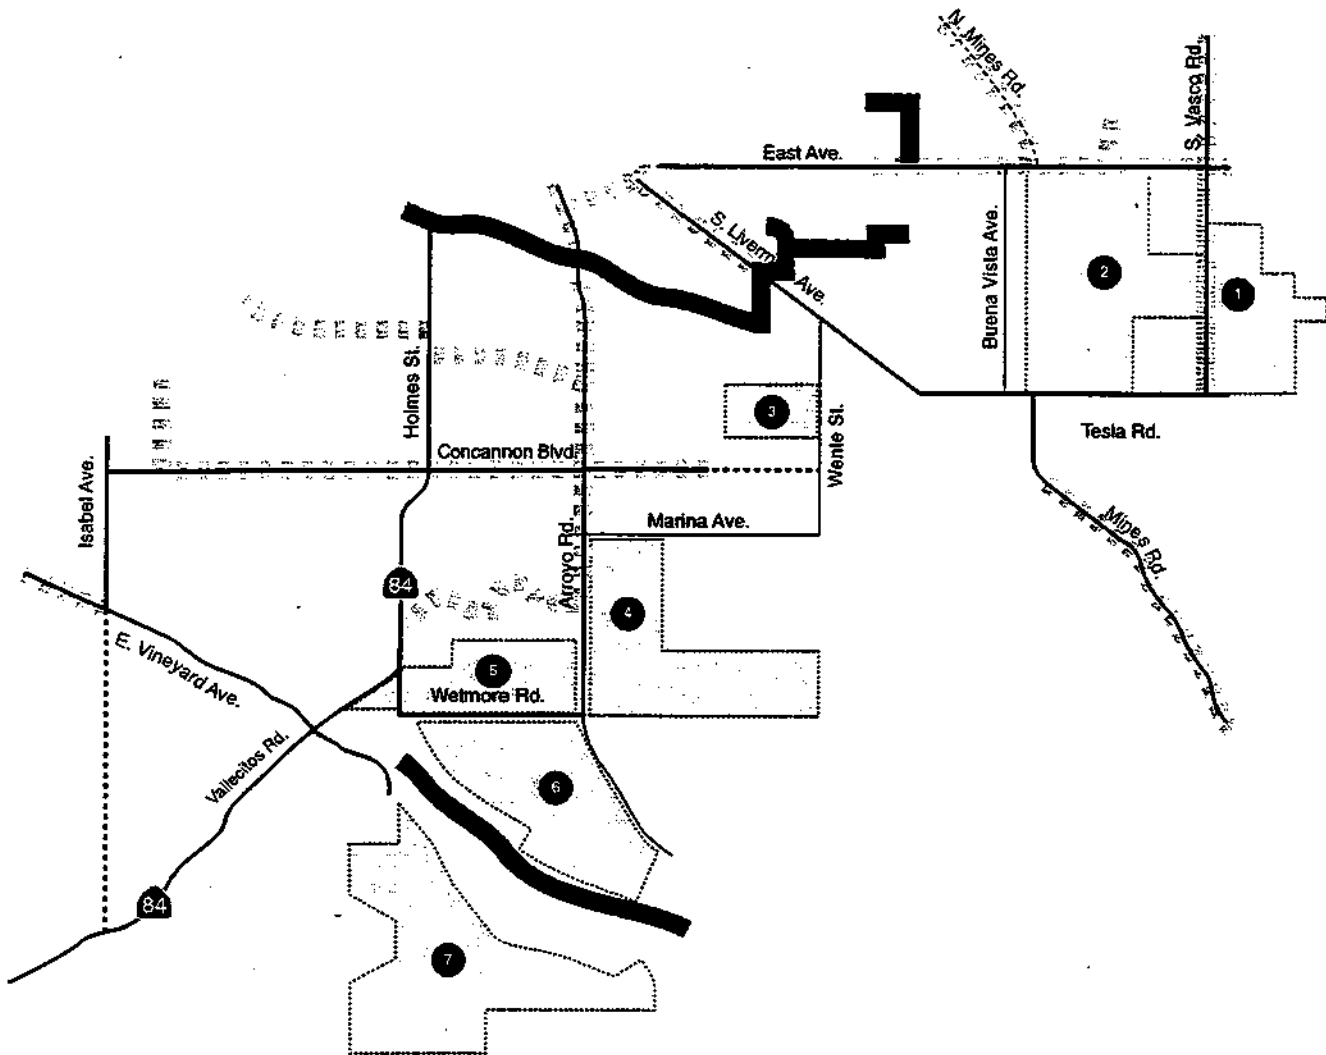 N. Mines Rd.
S. Vasco Rd.
East Ave.
S. Liverm
Ave.
Buena Vista Ave.
2
1
Holmes St.
3
Wente St.
Tesla Rd.
Concannon Blvd.
Isabel Ave.
Marina Ave.
Arroyo Rd.
Mines Rd.
84
4
E. Vineyard Ave.
5
Wetmore Rd.
Vallecitos Rd.
6
84
7